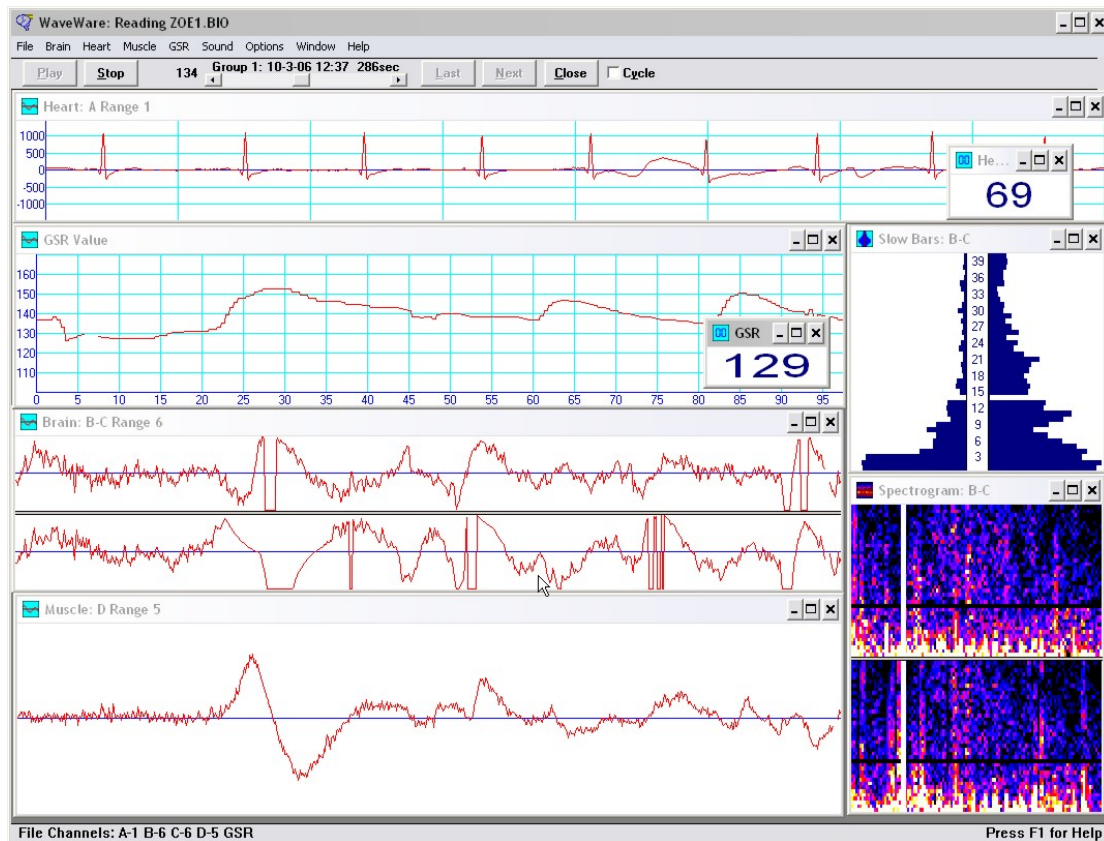 WaveWare: Reading ZOE1.BIO
File Brain Heart Muscle GSR Sound Options Window Help
Play Stop 134 Group 1: 10-3-06 12:37 286sec Last Next Close Cycle
Heart: A Range 1
1000
500
0
-500
-1000
He...
69
GSR Value
160
150
140
130
120
110
0 5 10 15 20 25 30 35 40 45 50 55 60 65 70 75 80 85 90 95
GSR
129
Slow Bars: B-C
39
36
33
30
27
24
21
18
15
12
9
6
3
Brain: B-C Range 6
Spectrogram: B-C
Muscle: D Range 5
File Channels: A-1 B-6 C-6 D-5 GSR
Press F1 for Help